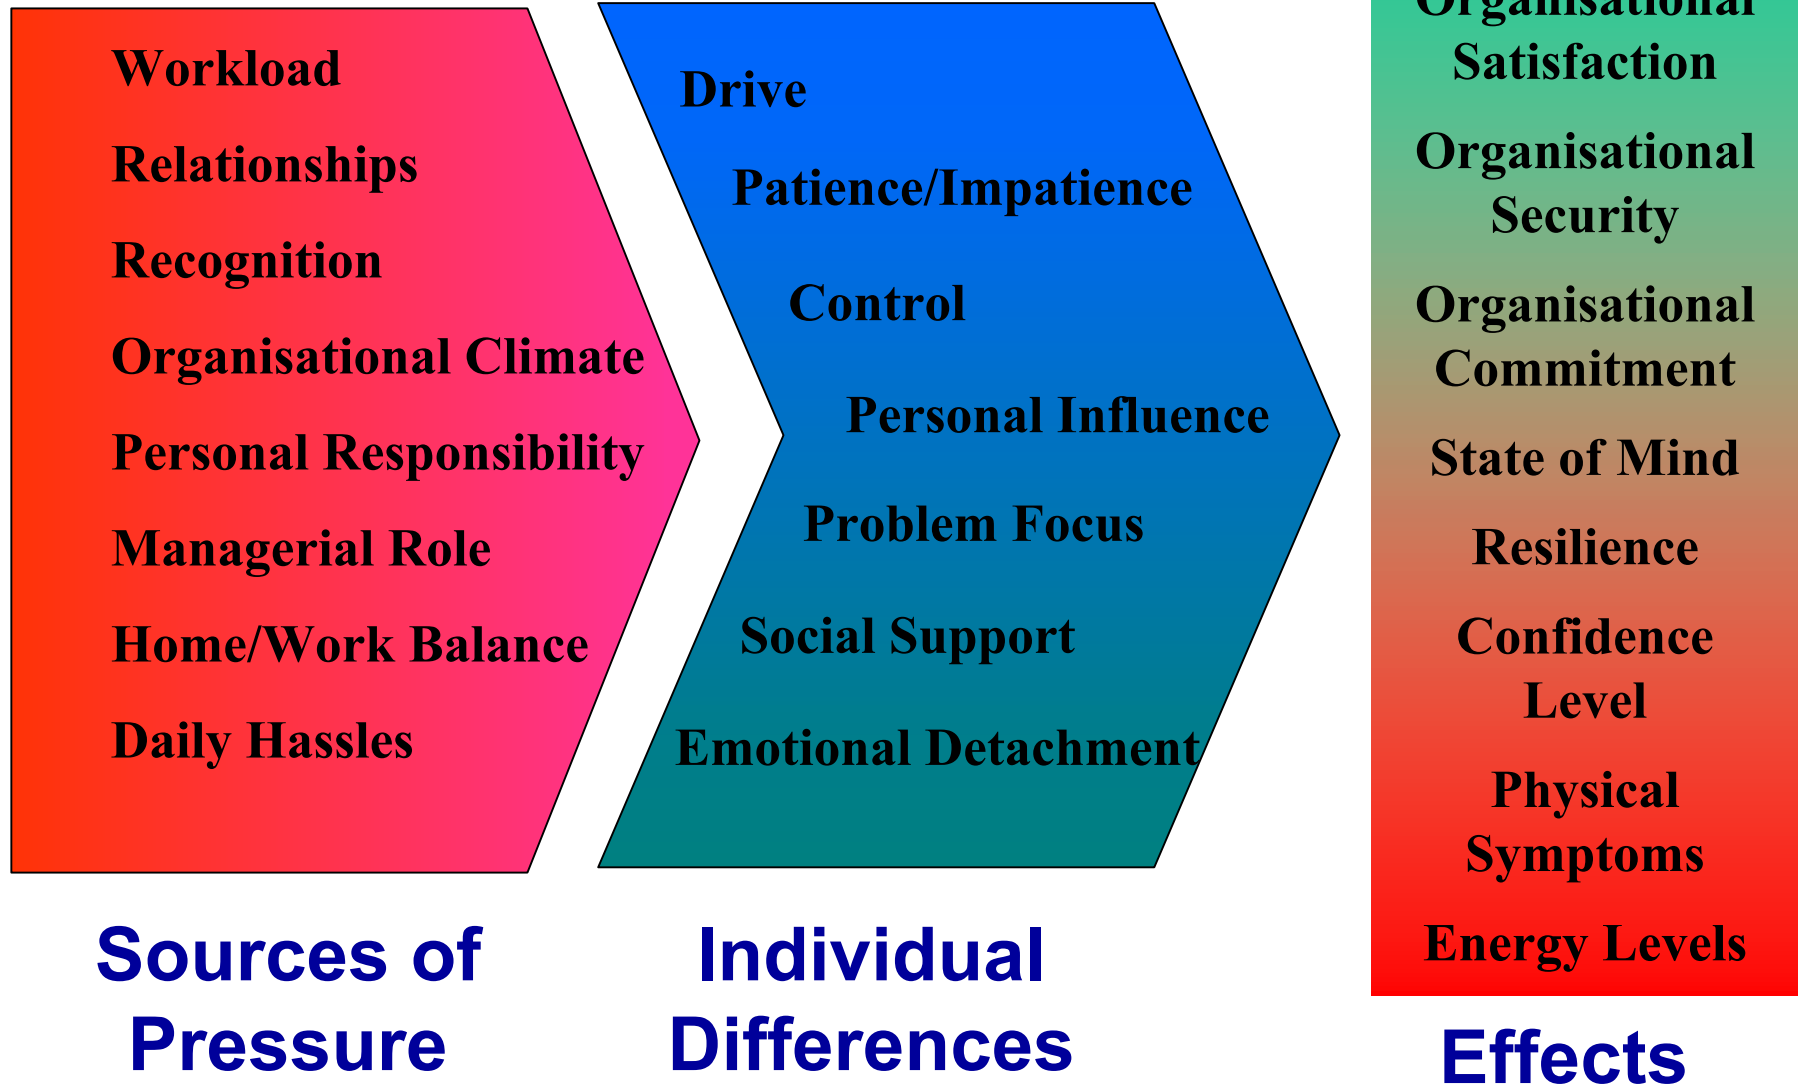 Workload
Relationships
Recognition
Organisational Climate
Personal Responsibility
Managerial Role
Home/Work Balance
Daily Hassles
Sources of
Pressure
Drive
Patience/Impatience
Control
Personal Influence
Problem Focus
Social Support
Emotional Detachment
Individual
Differences
Organisational
Satisfaction
Organisational
Security
Organisational
Commitment
State of Mind
Resilience
Confidence
Level
Physical
Symptoms
Energy Levels
Effects